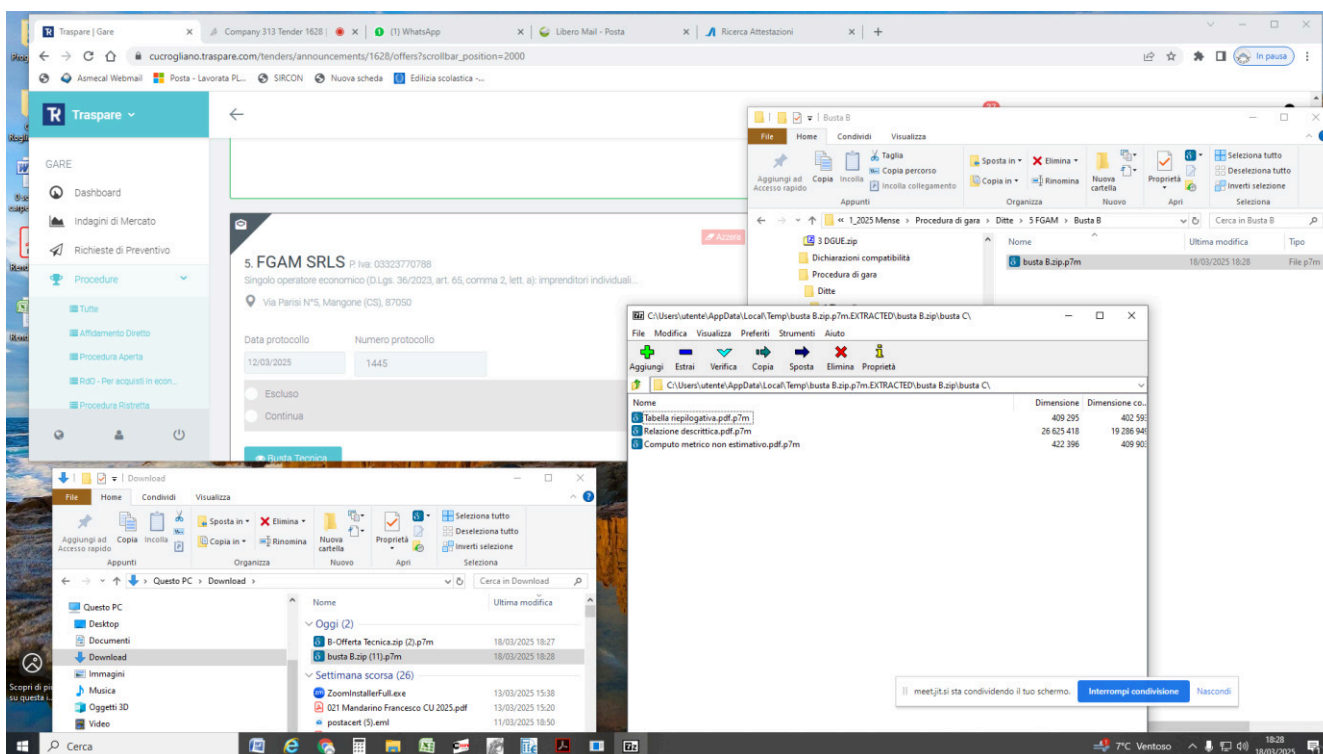 Traspare | Gare
Company 313 Tender 1628 |
(1) WhatsApp
Libero Mail - Posta
Ricerca Attestazioni
cucrogliano.traspare.com/tenders/announcements/1628/offers?scrollbar_position=2000
In pausa
Asmecal Webmail
Posta - Lavorata PL...
SIRCON
Nuova scheda
Edilizia scolastica -...
Traspare
GARE
Dashboard
Indagini di Mercato
Richieste di Preventivo
Procedure
Tutte
Affidamento Diretto
Procedura Aperta
RdO - Per acquisti in econ...
Procedura Ristretta
Azzera
5. FGAM SRLS P. Iva: 03323770788
Singolo operatore economico (D.Lgs. 36/2023, art. 65, comma 2, lett. a): imprenditori individuali...
Via Parisi N°5, Mangone (CS), 87050
Data protocollo
Numero protocollo
12/03/2025
1445
Escluso
Continua
Busta Tecnica
Busta B
File Home Condividi Visualizza
Aggiungi ad Accesso rapido
Copia
Incolla
Taglia
Copia percorso
Incolla collegamento
Sposta in
Copia in
Elimina
Rinomina
Nuova cartella
Proprietà
Seleziona tutto
Deseleziona tutto
Inverti selezione
Appunti
Organizza
Nuovo
Apri
Seleziona
« 1_2025 Mense > Procedura di gara > Ditte > 5 FGAM > Busta B
Cerca in Busta B
3 DGUE.zip
Dichiarazioni compatibilità
Procedura di gara
Ditte
Nome
Ultima modifica
Tipo
busta B.zip.p7m
18/03/2025 18:28
File p7m
C:\Users\utente\AppData\Local\Temp\busta B.zip.p7m.EXTRACTED\busta B.zip\busta C\
File Modifica Visualizza Preferiti Strumenti Aiuto
Aggiungi Estrai Verifica Copia Sposta Elimina Proprietà
C:\Users\utente\AppData\Local\Temp\busta B.zip.p7m.EXTRACTED\busta B.zip\busta C\
Nome Dimensione Dimensione co..
Tabella riepilogativa.pdf.p7m 409 295 402 593
Relazione descrittica.pdf.p7m 26 625 418 19 286 949
Computo metrico non estimativo.pdf.p7m 422 396 409 903
Download
File Home Condividi Visualizza
Aggiungi ad Accesso rapido
Copia
Incolla
Sposta in
Copia in
Elimina
Rinomina
Nuova cartella
Proprietà
Seleziona tutto
Deseleziona tutto
Inverti selezione
Appunti
Organizza
Nuovo
Apri
Seleziona
Questo PC > Download >
Cerca in Download
Questo PC
Desktop
Documenti
Download
Immagini
Musica
Oggetti 3D
Video
Nome
Ultima modifica
Oggi (2)
B-Offerta Tecnica.zip (2).p7m 18/03/2025 18:27
busta B.zip (11).p7m 18/03/2025 18:28
Settimana scorsa (26)
ZoomInstallerFull.exe 13/03/2025 15:38
021 Mandarino Francesco CU 2025.pdf 13/03/2025 15:20
postacert (5).eml 11/03/2025 18:50
meet.jit.si sta condividendo il tuo schermo.
Interrompi condivisione
Nascondi
Cerca
7°C Ventoso
18:28
18/03/2025